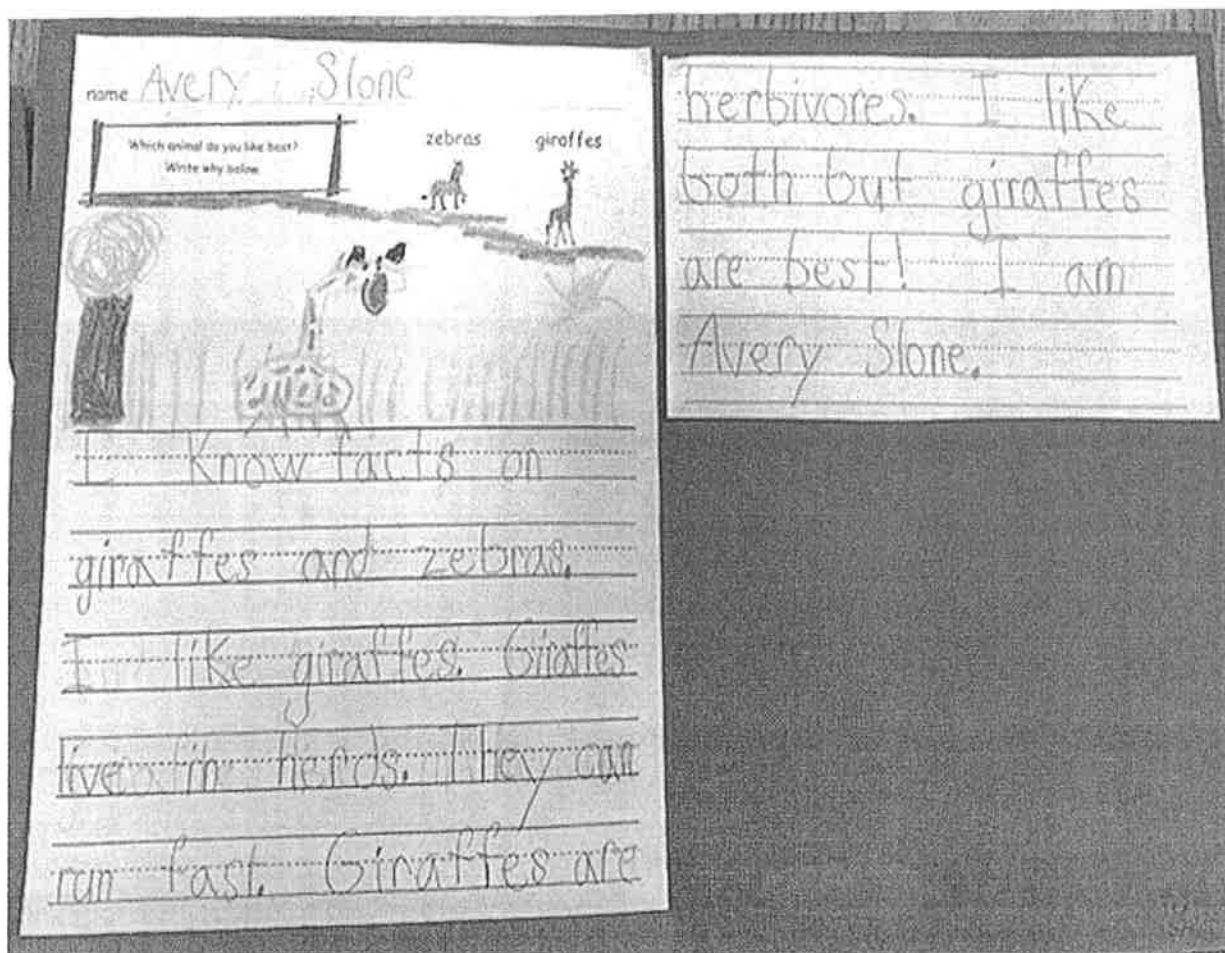 name Avery Slone
Which animal do you like best?
Write why below.
zebras
giraffes
I know facts on
giraffes and zebras.
I like giraffes. Giraffes
live in herds. They can
run fast. Giraffes are
herbivores. I like
both but giraffes
are best! I am
Avery Slone.